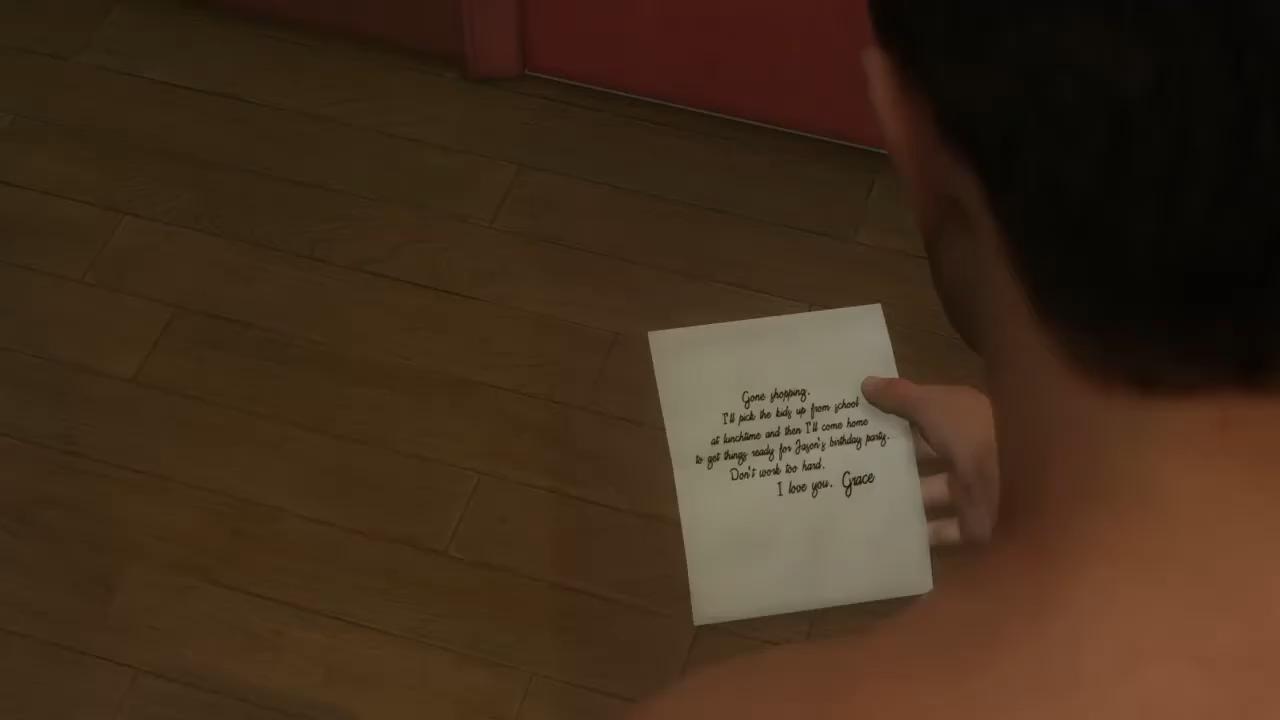 Gone shopping.
I'll pick the kids up from school
at lunchtime and then I'll come home
to get things ready for Jason's birthday party.
Don't work too hard.
I love you. Grace